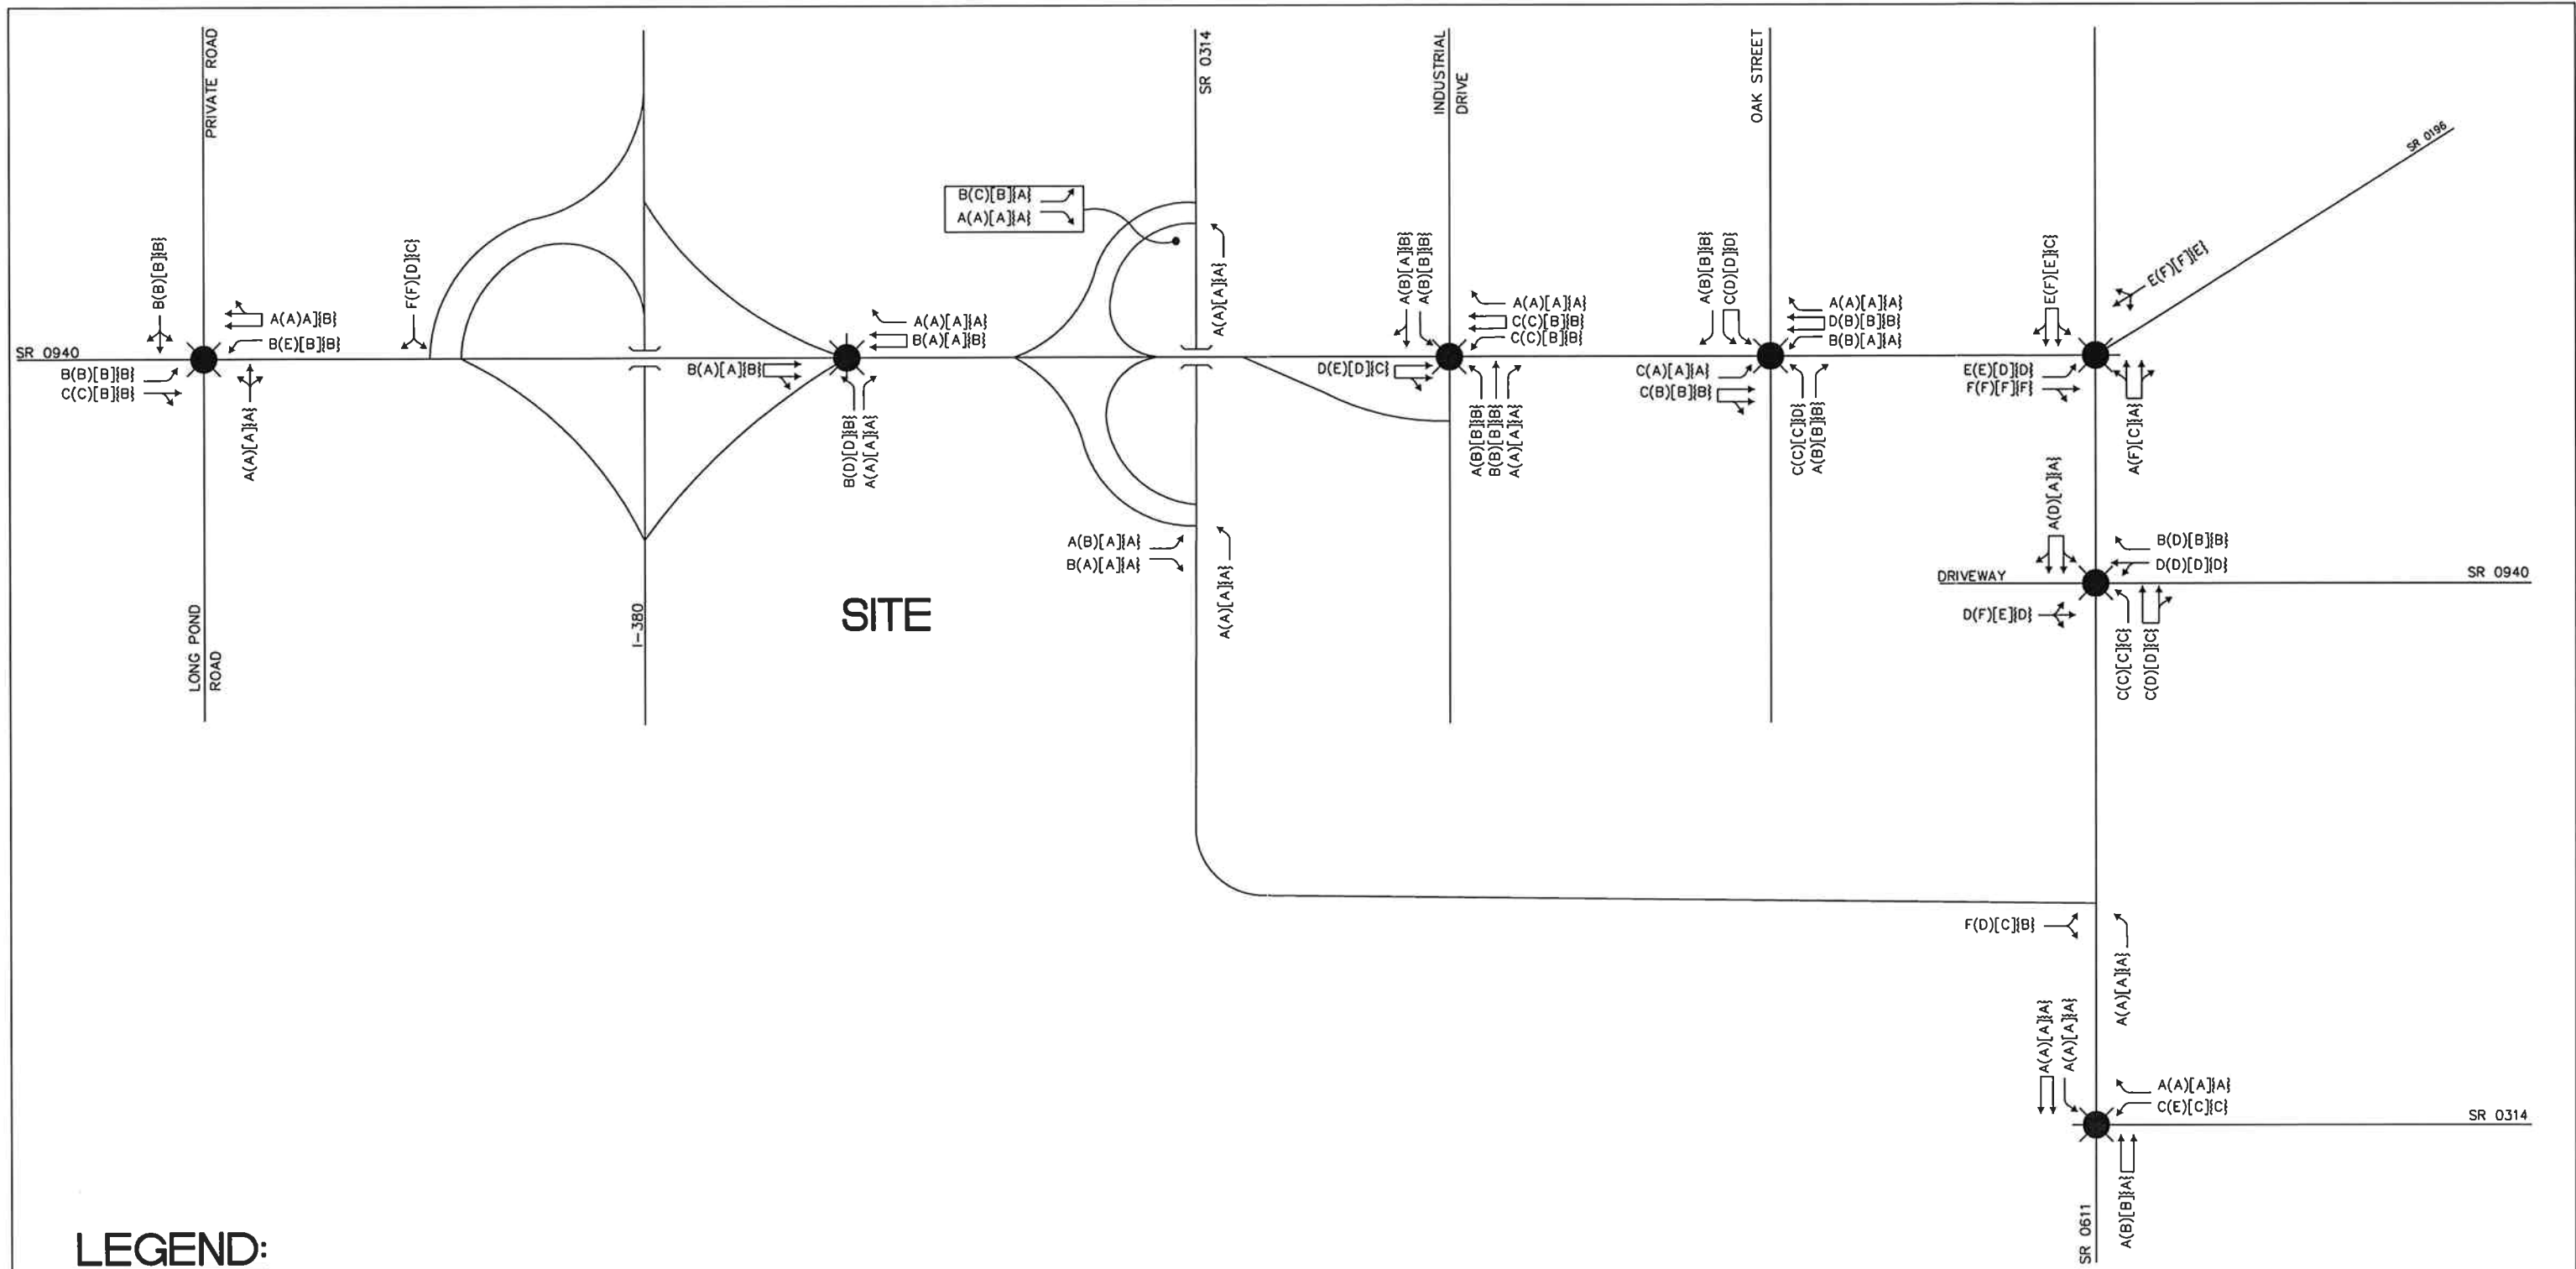 PRIVATE ROAD
SR 0314
INDUSTRIAL
DRIVE
OAK STREET
SR 0196
B(C)[B]{A}
A(A)[A]{A}
B(B)[B]{B}
F(F)[D]{C}
A(A)[A]{A}
A(B)[A]{B}
A(B)[B]{B}
A(B)[B]{B}
C(D)[D]{D}
E(F)[E]{C}
E(F)[F]{E}
A(A)A]{B}
B(E)[B]{B}
A(A)[A]{A}
B(A)[A]{B}
A(A)[A]{A}
C(C)[B]{B}
C(C)[B]{B}
A(A)[A]{A}
D(B)[B]{B}
B(B)[A]{A}
SR 0940
B(B)[B]{B}
C(C)[B]{B}
B(A)[A]{B}
D(E)[D]{C}
C(A)[A]{A}
C(B)[B]{B}
E(E)[D]{D}
F(F)[F]{F}
A(A)[A]{A}
B(D)[D]{B}
A(A)[A]{A}
A(B)[B]{B}
B(B)[B]{B}
A(A)[A]{A}
C(C)[C]{D}
A(B)[B]{B}
A(F)[C]{A}
A(D)[A]{A}
A(B)[A]{A}
B(A)[A]{A}
A(A)[A]{A}
B(D)[B]{B}
D(D)[D]{D}
DRIVEWAY
SR 0940
D(F)[E]{D}
C(C)[C]{C}
C(D)[D]{C}
LONG POND
ROAD
I-380
SITE
F(D)[C]{B}
A(A)[A]{A}
A(A)[A]{A}
A(A)[A]{A}
A(A)[A]{A}
C(E)[C]{C}
SR 0314
A(B)[B]{A}
SR 0611
LEGEND: